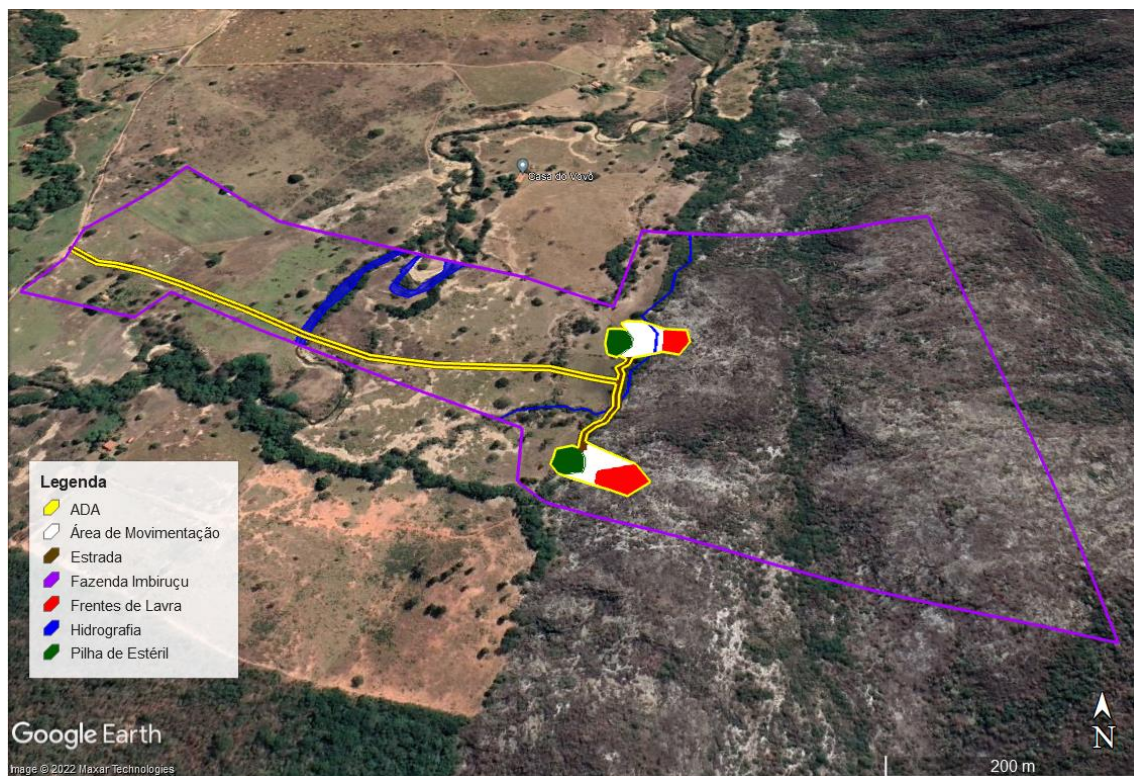 Casa do Vovô
Legenda
ADA
Área de Movimentação
Estrada
Fazenda Imbiruçu
Frentes de Lavra
Hidrografia
Pilha de Estéril
Google Earth
Image © 2022 Maxar Technologies
N
200 m